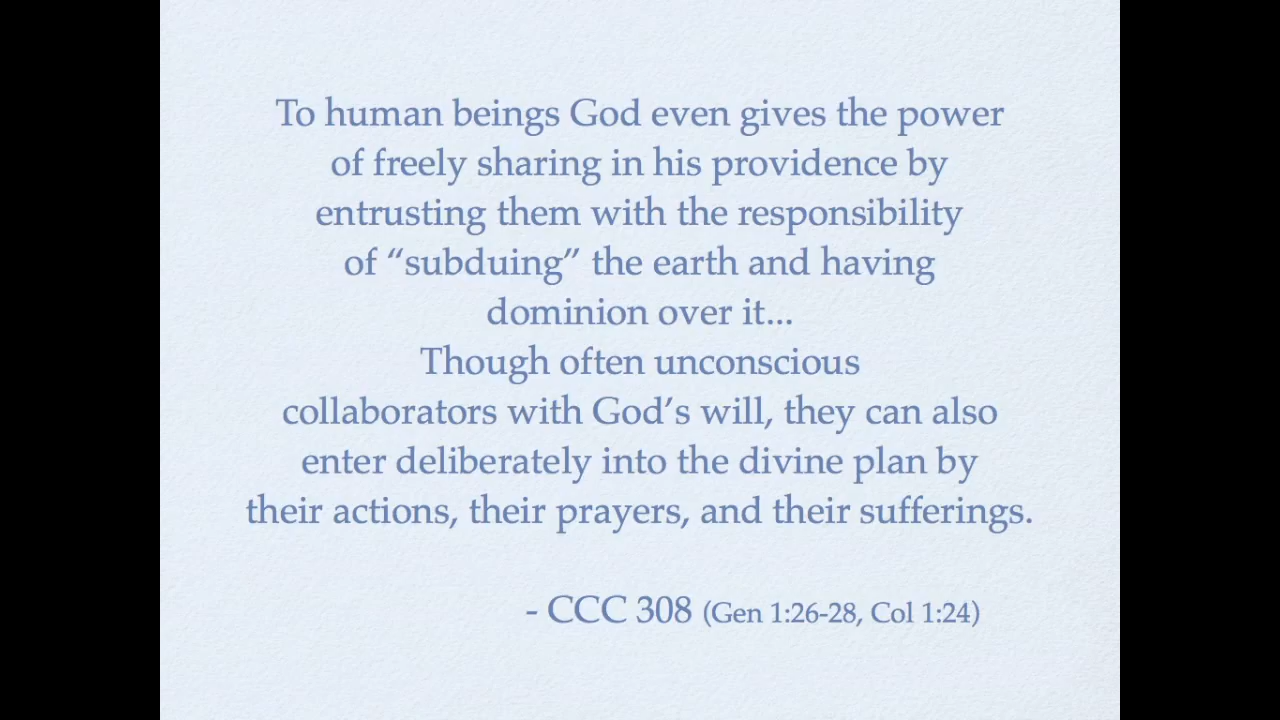 To human beings God even gives the power
of freely sharing in his providence by
entrusting them with the responsibility
of “subduing” the earth and having
dominion over it...
Though often unconscious
collaborators with God’s will, they can also
enter deliberately into the divine plan by
their actions, their prayers, and their sufferings.
- CCC 308 (Gen 1:26-28, Col 1:24)